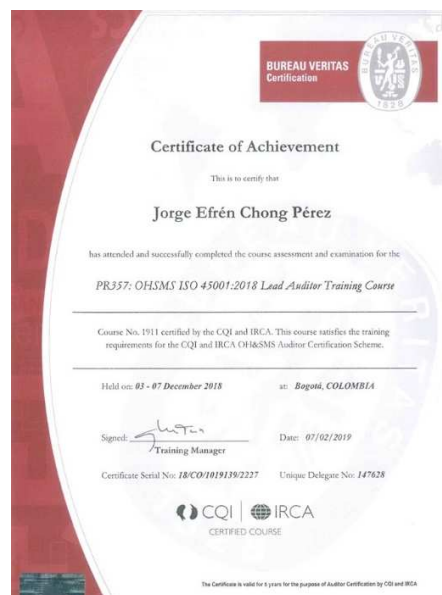 BUREAU VERITAS
Certification
BUREAU VERITAS
1828
Certificate of Achievement
This is to certify that
Jorge Efrén Chong Pérez
has attended and successfully completed the course assessment and examination for the
PR357: OHSMS ISO 45001:2018 Lead Auditor Training Course
Course No. 1911 certified by the CQI and IRCA. This course satisfies the training
requirements for the CQI and IRCA OH&SMS Auditor Certification Scheme.
Held on: 03 - 07 December 2018 at: Bogotá, COLOMBIA
Signed: Date: 07/02/2019
Training Manager
Certificate Serial No: 18/CO/1019139/2227 Unique Delegate No: 147628
CQI IRCA
CERTIFIED COURSE
The Certificate is valid for 5 years for the purpose of Auditor Certification by CQI and IRCA